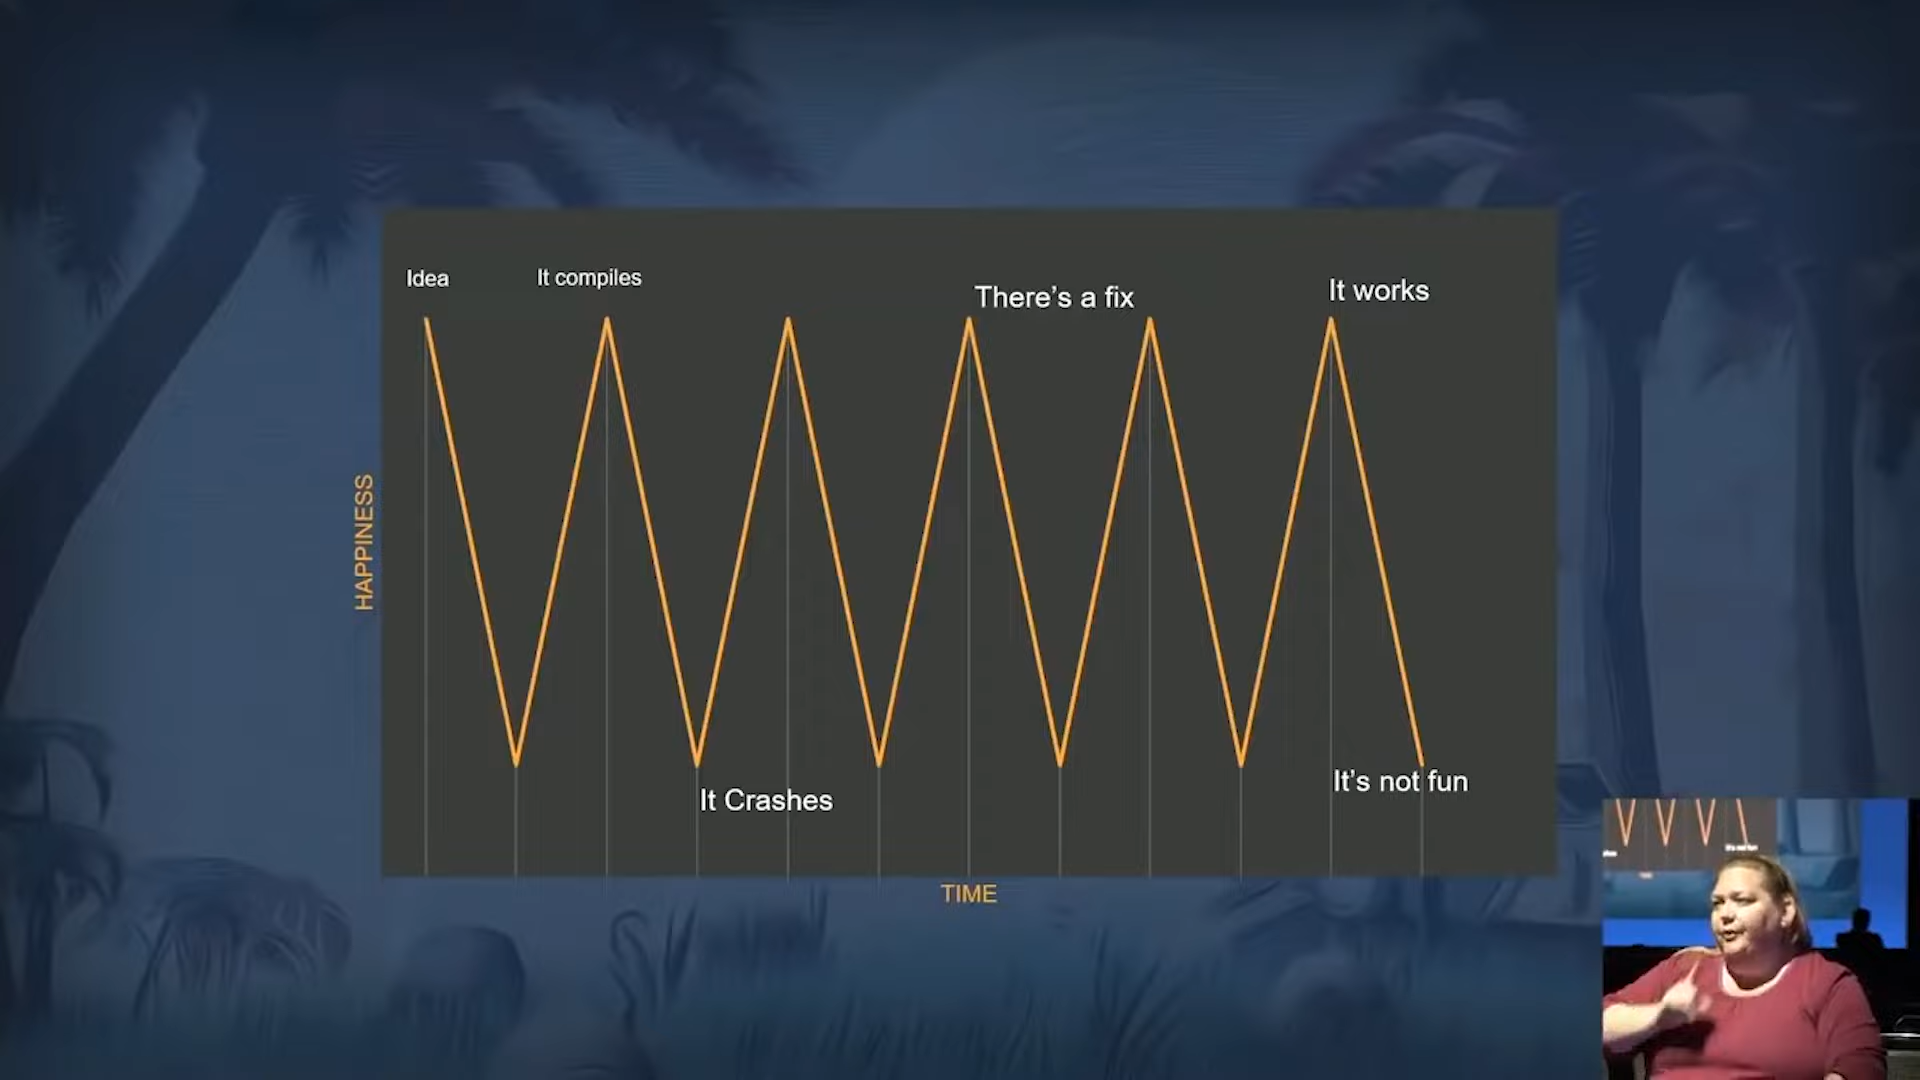 Idea
It compiles
There's a fix
It works
HAPPINESS
It Crashes
It's not fun
TIME